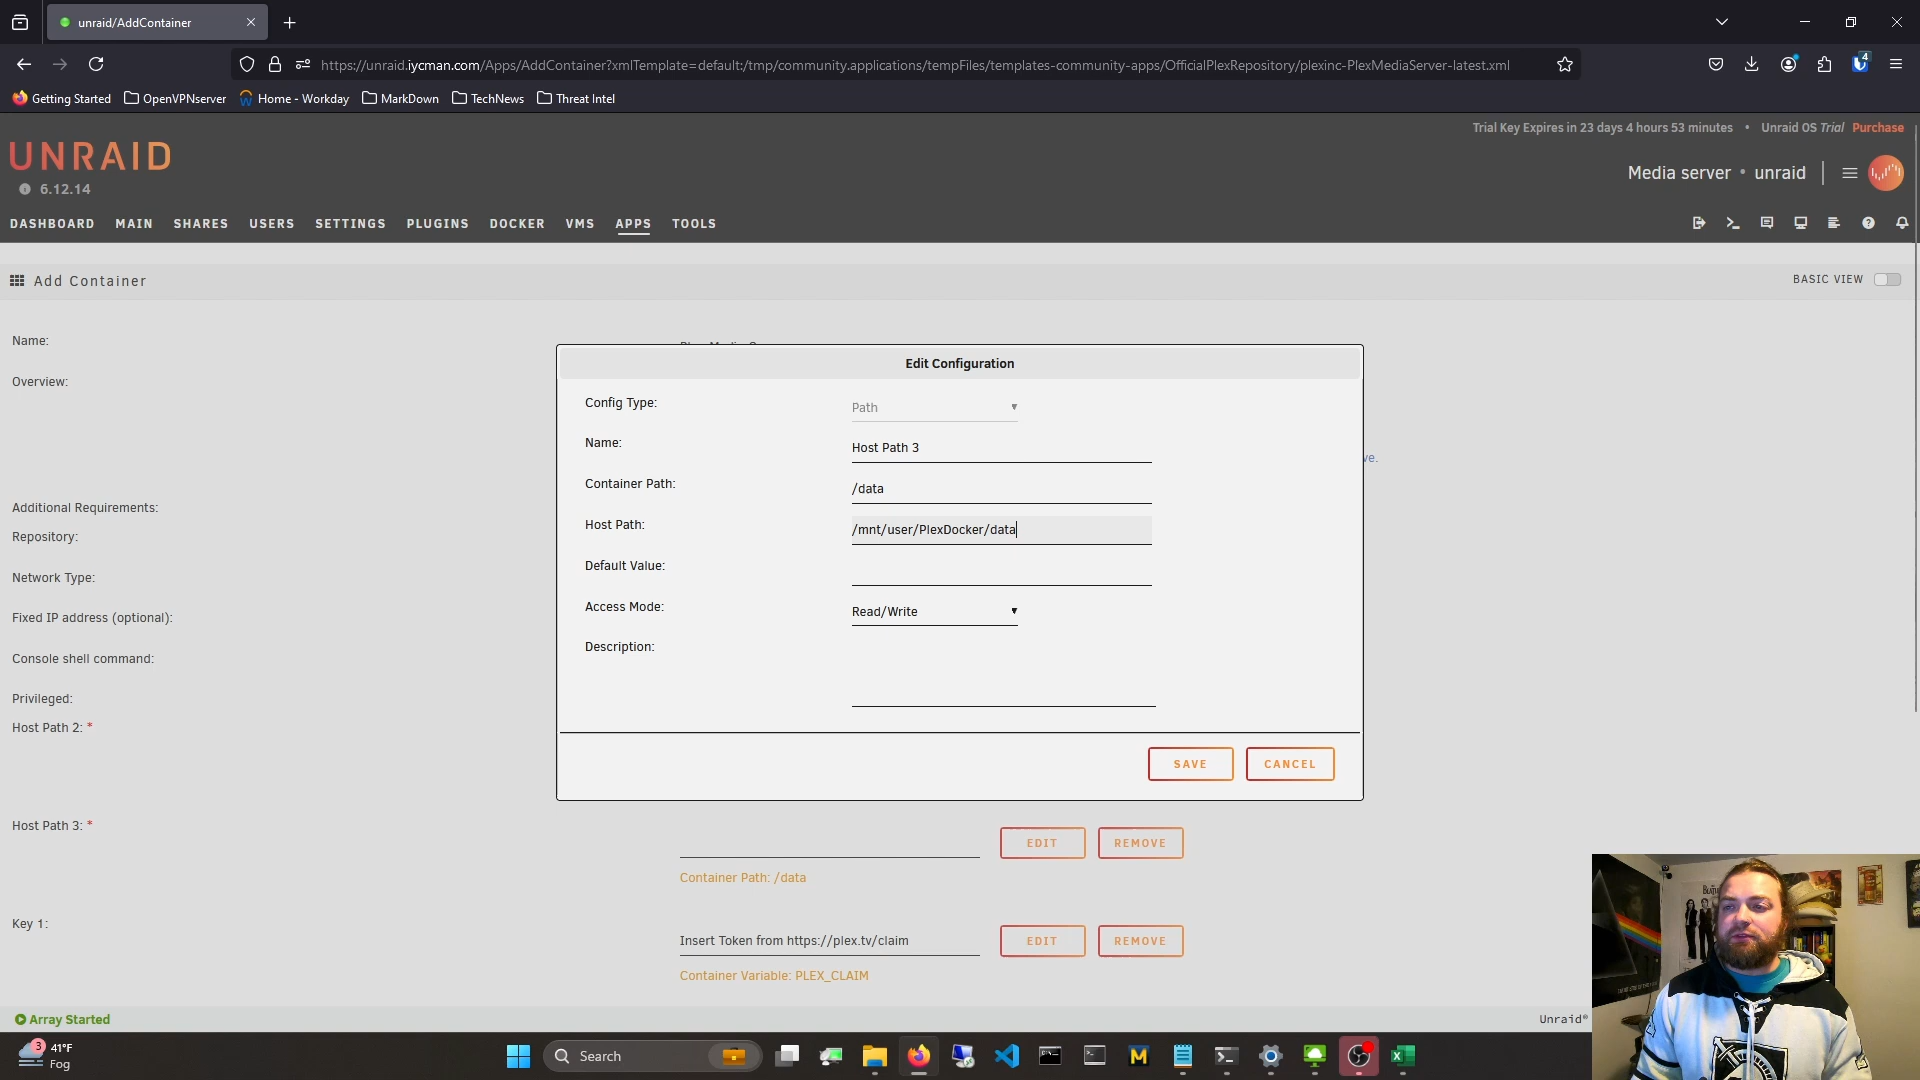 unraid/AddContainer
https://unraid.iycman.com/Apps/AddContainer?xmlTemplate=default:/tmp/community.applications/tempFiles/templates-community-apps/OfficialPlexRepository/plexinc-PlexMediaServer-latest.xml
4
Getting Started OpenVPNserver Home - Workday MarkDown TechNews Threat Intel
Trial Key Expires in 23 days 4 hours 53 minutes • Unraid OS Trial Purchase
UNRAID
6.12.14
Media server • unraid
DASHBOARD MAIN SHARES USERS SETTINGS PLUGINS DOCKER VMS APPS TOOLS
Add Container
BASIC VIEW
Name:
Overview:
Additional Requirements:
Repository:
Network Type:
Fixed IP address (optional):
Console shell command:
Privileged:
Host Path 2: *
Edit Configuration
Config Type: Path
Name: Host Path 3
Container Path: /data
Host Path: /mnt/user/PlexDocker/data
Default Value:
Access Mode: Read/Write
Description:
SAVE CANCEL
ve.
Host Path 3: *
EDIT REMOVE
Container Path: /data
Key 1:
Insert Token from https://plex.tv/claim EDIT REMOVE
Container Variable: PLEX_CLAIM
Array Started
Unraid®
3
41°F
Fog
Search